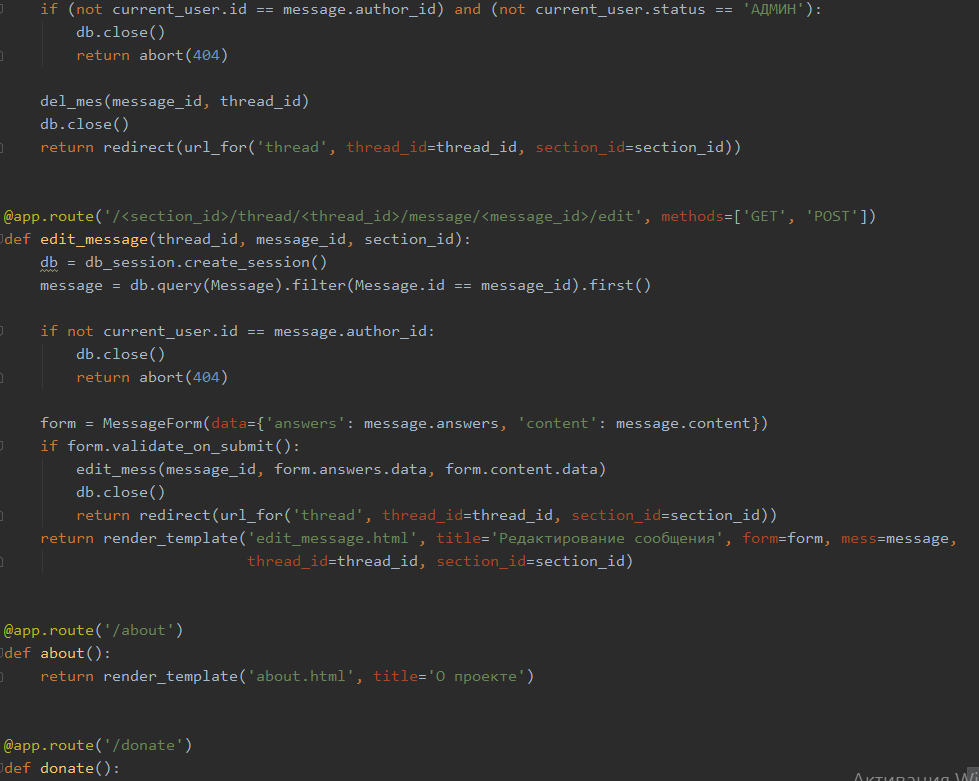 if (not current_user.id == message.author_id) and (not current_user.status == 'АДМИН'):
db.close()
return abort(404)
del_mes(message_id, thread_id)
db.close()
return redirect(url_for('thread', thread_id=thread_id, section_id=section_id))
@app.route('/<section_id>/thread/<thread_id>/message/<message_id>/edit', methods=['GET', 'POST'])
def edit_message(thread_id, message_id, section_id):
db = db_session.create_session()
message = db.query(Message).filter(Message.id == message_id).first()
if not current_user.id == message.author_id:
db.close()
return abort(404)
form = MessageForm(data={'answers': message.answers, 'content': message.content})
if form.validate_on_submit():
edit_mess(message_id, form.answers.data, form.content.data)
db.close()
return redirect(url_for('thread', thread_id=thread_id, section_id=section_id))
return render_template('edit_message.html', title='Редактирование сообщения', form=form, mess=message,
thread_id=thread_id, section_id=section_id)
@app.route('/about')
def about():
return render_template('about.html', title='О проекте')
@app.route('/donate')
def donate():
Активация Wi